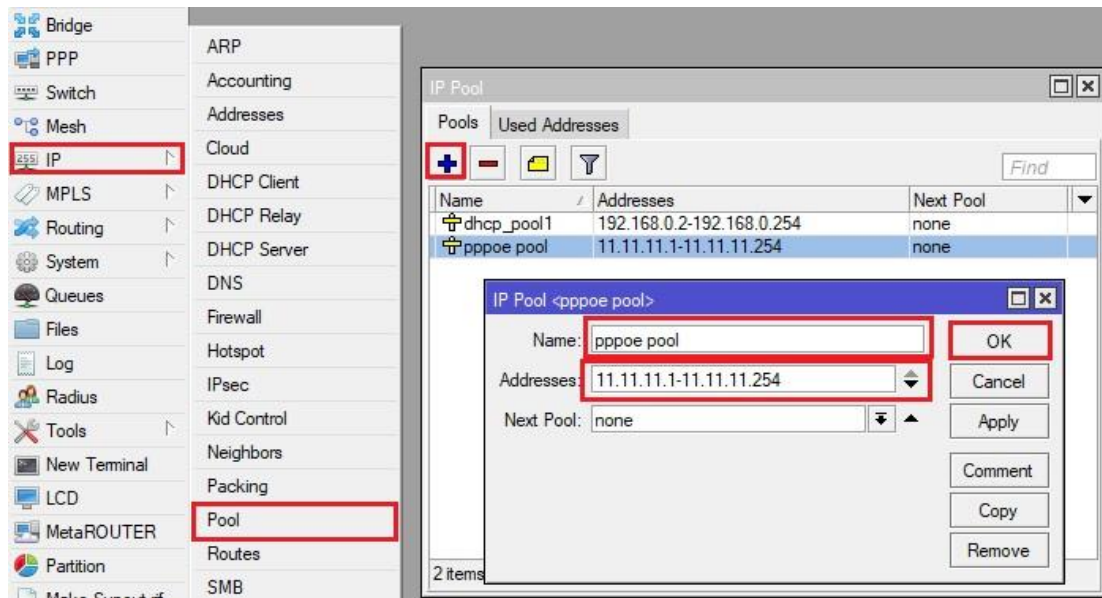 Bridge
PPP
Switch
Mesh
255 IP
MPLS
Routing
System
Queues
Files
Log
Radius
Tools
New Terminal
LCD
MetaROUTER
Partition
ARP
Accounting
Addresses
Cloud
DHCP Client
DHCP Relay
DHCP Server
DNS
Firewall
Hotspot
IPsec
Kid Control
Neighbors
Packing
Pool
Routes
SMB
IP Pool
Pools Used Addresses
Find
Name Addresses Next Pool
dhcp_pool1 192.168.0.2-192.168.0.254 none
pppoe pool 11.11.11.1-11.11.11.254 none
IP Pool <pppoe pool>
Name: pppoe pool OK
Addresses: 11.11.11.1-11.11.11.254 Cancel
Next Pool: none Apply
Comment
Copy
Remove
2 items